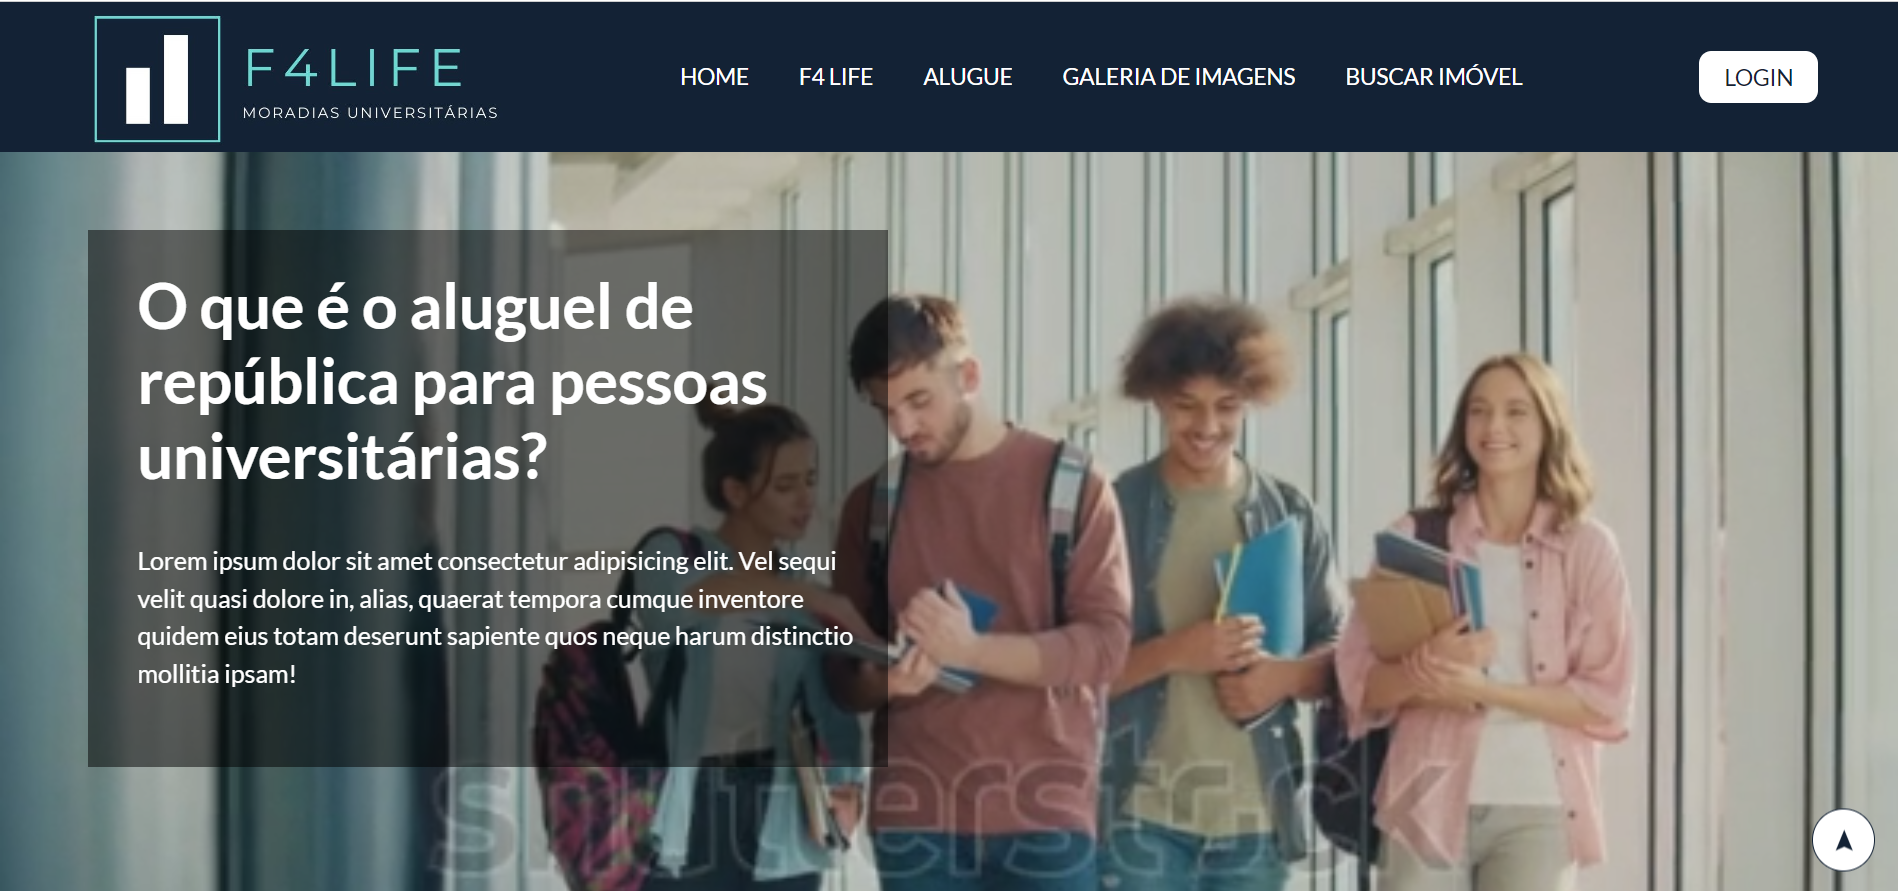 F4LIFE
MORADIAS UNIVERSITÁRIAS
HOME
F4 LIFE
ALUGUE
GALERIA DE IMAGENS
BUSCAR IMÓVEL
LOGIN
O que é o aluguel de
república para pessoas
universitárias?
Lorem ipsum dolor sit amet consectetur adipisicing elit. Vel sequi
velit quasi dolore in, alias, quaerat tempora cumque inventore
quidem eius totam deserunt sapiente quos neque harum distinctio
mollitia ipsam!
shutterstock